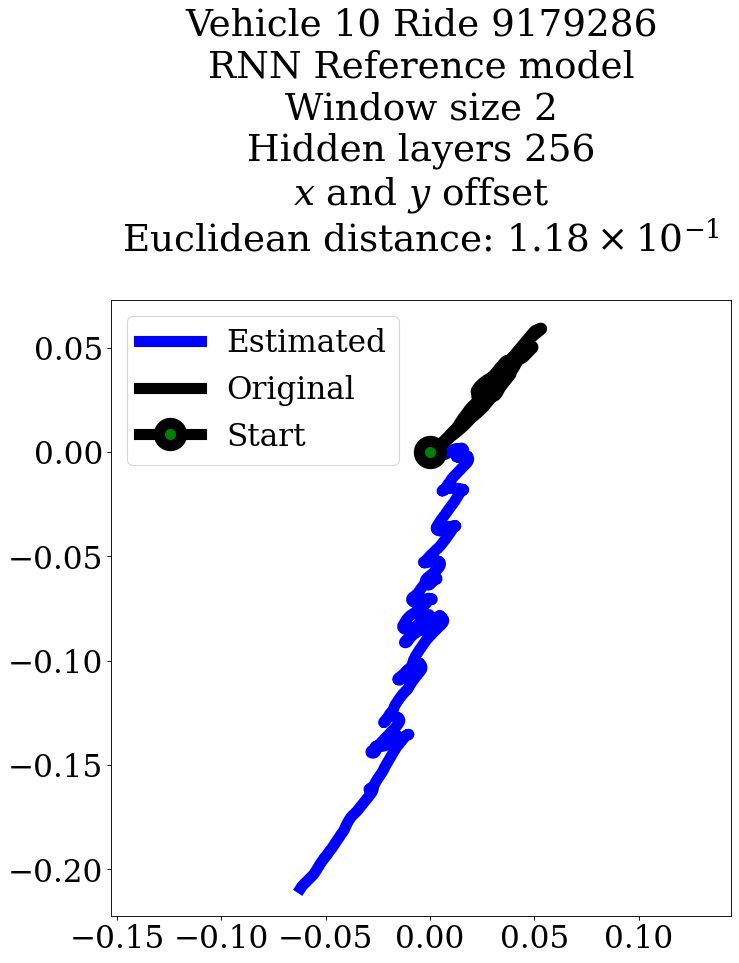 Vehicle 10 Ride 9179286
RNN Reference model
Window size 2
Hidden layers 256
x and y offset
Euclidean distance: 1.18 × 10⁻¹
Estimated
Original
Start
0.05
0.00
−0.05
−0.10
−0.15
−0.20
−0.15 −0.10 −0.05 0.00 0.05 0.10